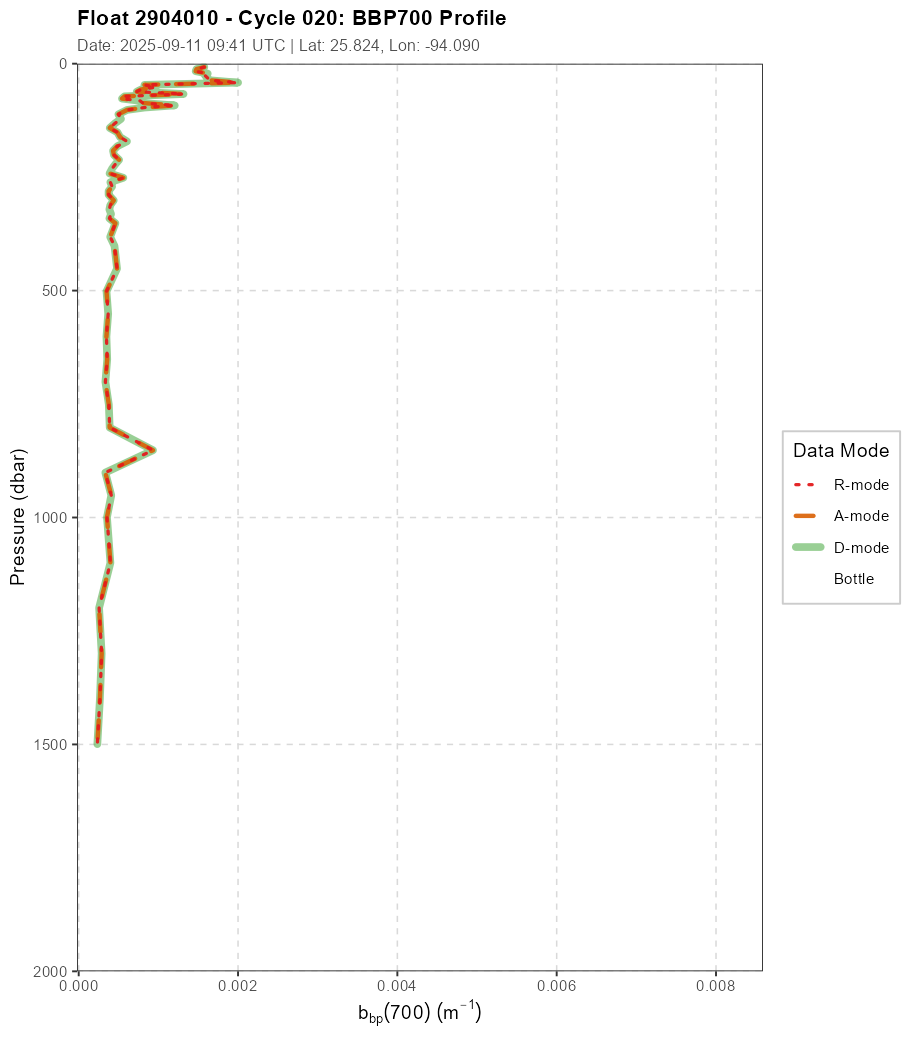 Float 2904010 - Cycle 020: BBP700 Profile
Date: 2025-09-11 09:41 UTC | Lat: 25.824, Lon: -94.090
0
500
1000
1500
2000
Pressure (dbar)
0.000 0.002 0.004 0.006 0.008
b_bp(700) (m⁻¹)
Data Mode
R-mode
A-mode
D-mode
Bottle